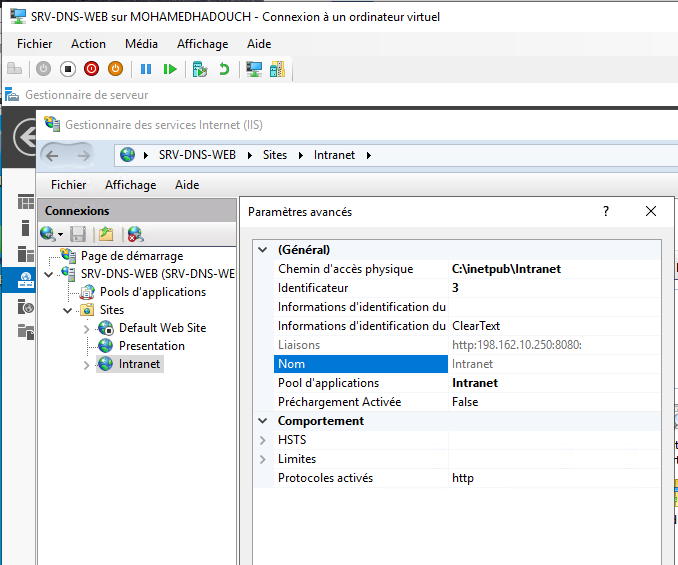 SRV-DNS-WEB sur MOHAMEDHADOUCH - Connexion à un ordinateur virtuel
Fichier Action Média Affichage Aide
Gestionnaire de serveur
Gestionnaire des services Internet (IIS)
SRV-DNS-WEB Sites Intranet
Fichier Affichage Aide
Connexions
Page de démarrage
SRV-DNS-WEB (SRV-DNS-WE
Pools d'applications
Sites
Default Web Site
Presentation
Intranet
Paramètres avancés
? 
(Général)
Chemin d'accès physique C:\inetpub\Intranet
Identificateur 3
Informations d'identification du
Informations d'identification du ClearText
Liaisons http:198.162.10.250:8080:
Nom Intranet
Pool d'applications Intranet
Préchargement Activée False
Comportement
HSTS
Limites
Protocoles activés http